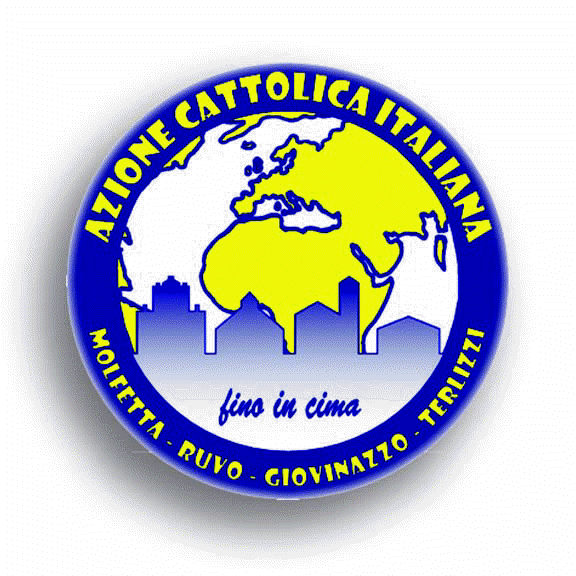 AZIONE CATTOLICA ITALIANA
fino in cima
MOLFETTA - RUVO - GIOVINAZZO - TERLIZZI